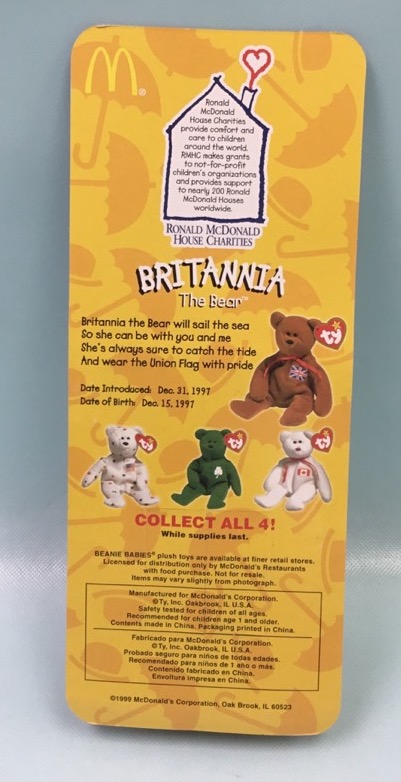 Ronald
McDonald
House Charities
provide comfort and
care to children
around the world.
RMHC makes grants
to not-for-profit
children's organizations
and provides support
to nearly 200 Ronald
McDonald Houses
worldwide.
RONALD McDONALD
HOUSE CHARITIES
BRITANNIA
The Bear™
Britannia the Bear will sail the sea
So she can be with you and me
She's always sure to catch the tide
And wear the Union Flag with pride
Date Introduced: Dec. 31, 1997
Date of Birth: Dec. 15, 1997
ty
ty
ty
ty
COLLECT ALL 4!
While supplies last.
BEANIE BABIES® plush toys are available at finer retail stores.
Licensed for distribution only by McDonald's Restaurants
with food purchase. Not for resale.
Items may vary slightly from photograph.
Manufactured for McDonald's Corporation.
©Ty, Inc. Oakbrook, IL U.S.A.
Safety tested for children of all ages.
Recommended for children age 1 and older.
Contents made in China. Packaging printed in China.
Fabricado para McDonald's Corporation.
©Ty, Inc. Oakbrook, IL U.S.A.
Probado seguro para niños de todas edades.
Recomendado para niños de 1 año o más.
Contenido fabricado en China.
Envoltura impresa en China.
©1999 McDonald's Corporation, Oak Brook, IL 60523